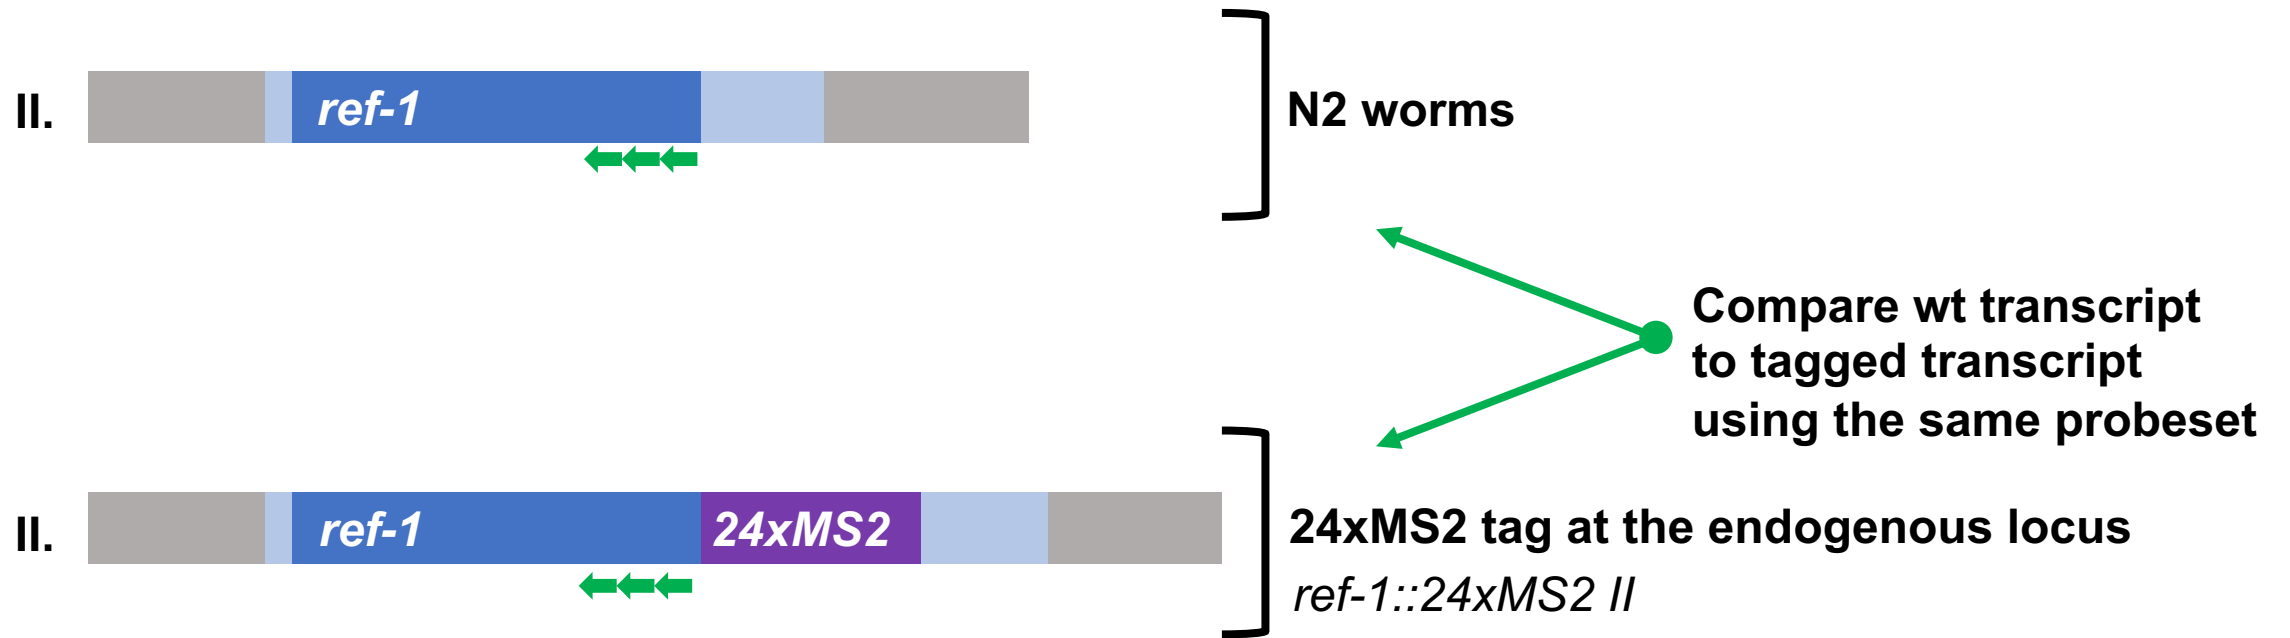 II.
ref-1
N2 worms
Compare wt transcript
to tagged transcript
using the same probeset
II.
ref-1
24xMS2
24xMS2 tag at the endogenous locus
ref-1::24xMS2 II